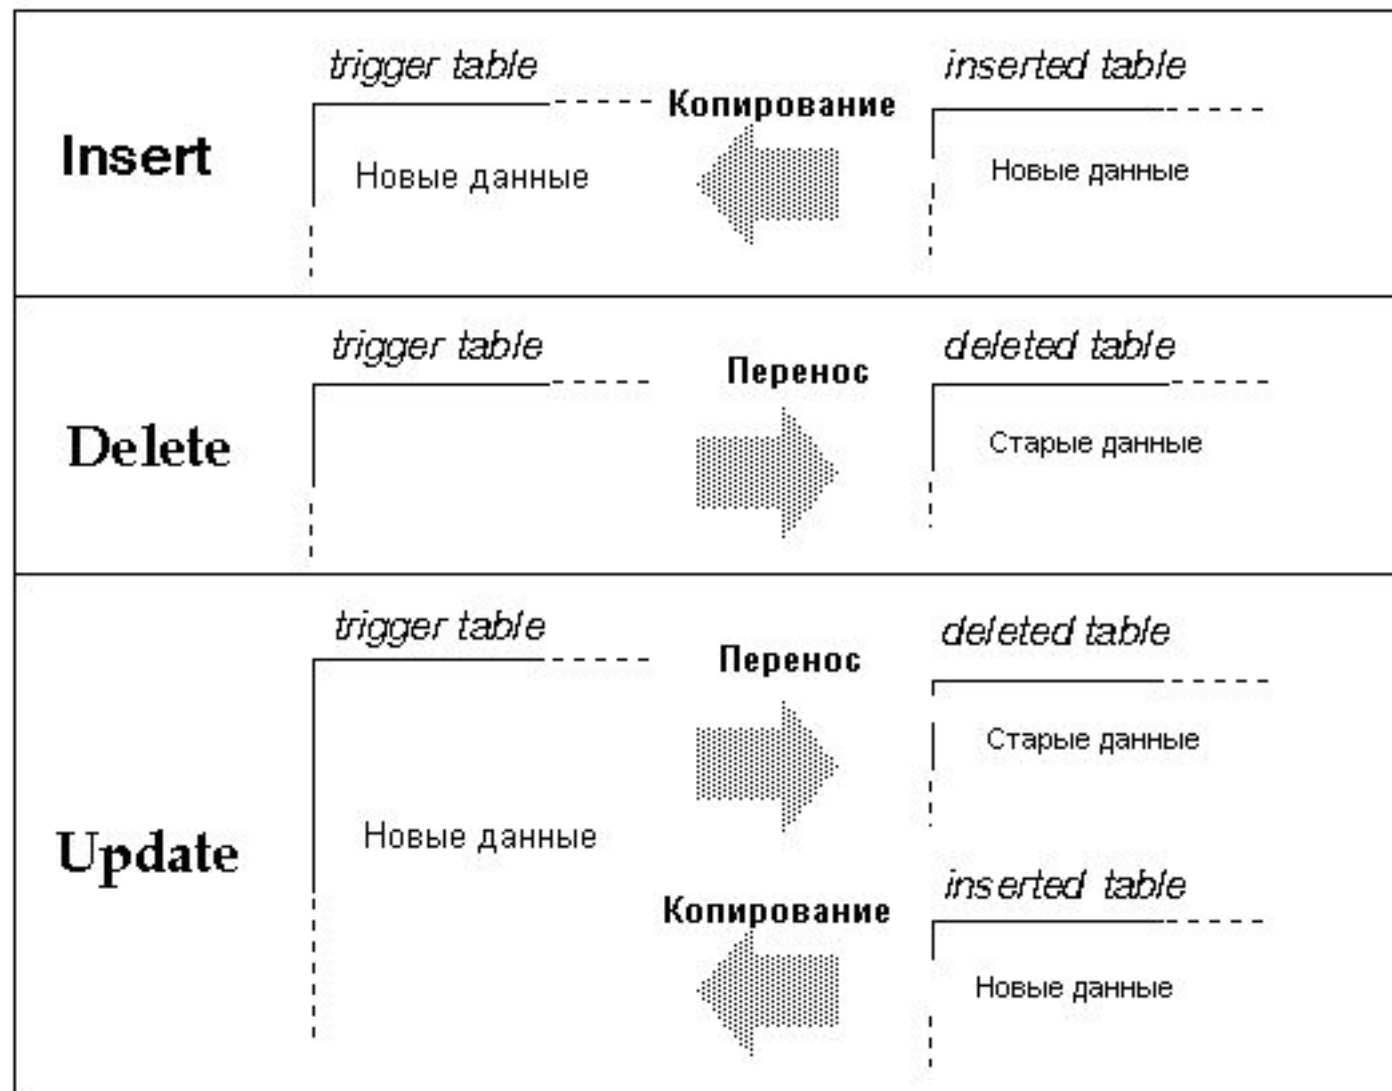 trigger table
inserted table
Копирование
Insert
Новые данные
Новые данные
trigger table
deleted table
Перенос
Delete
Старые данные
trigger table
deleted table
Перенос
Старые данные
Update
Новые данные
inserted table
Копирование
Новые данные